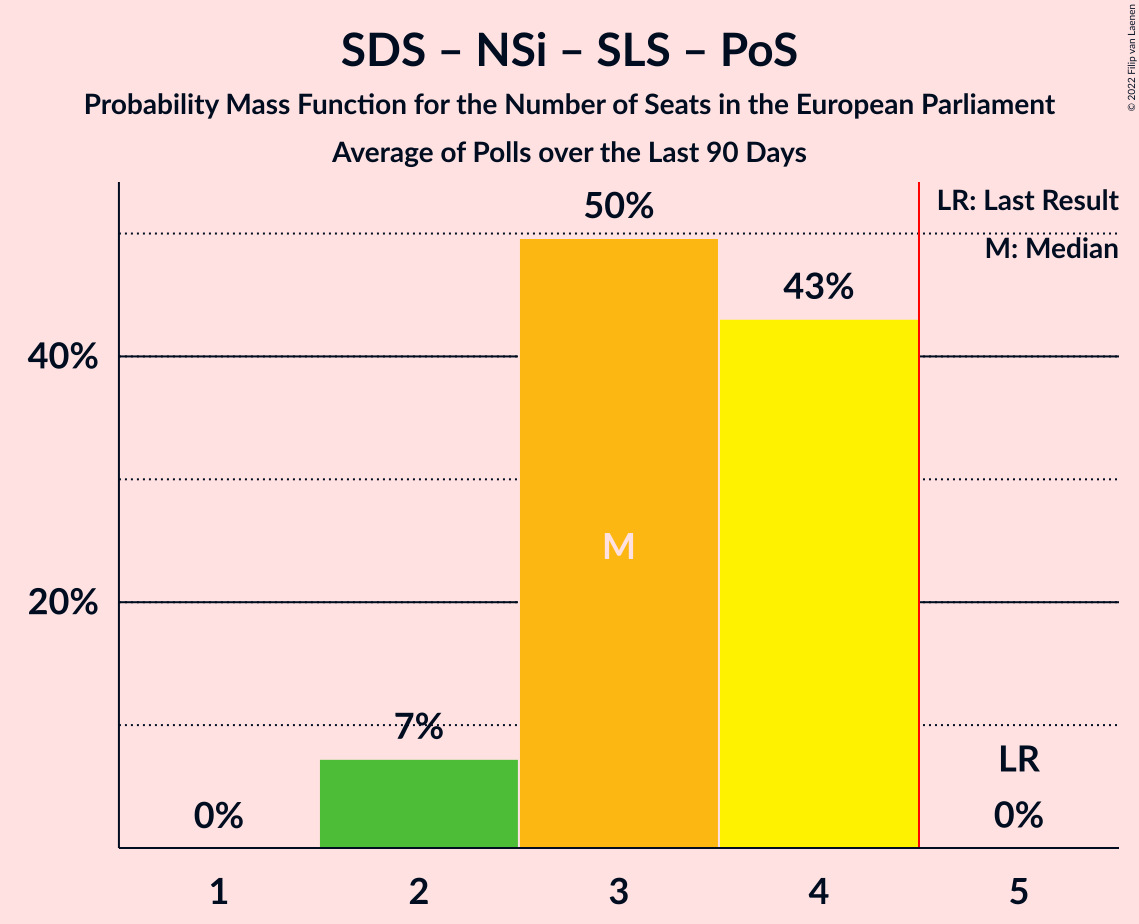 SDS – NSi – SLS – PoS
Probability Mass Function for the Number of Seats in the European Parliament
Average of Polls over the Last 90 Days
© 2022 Filip van Laenen
LR: Last Result
M: Median
50%
43%
40%
M
20%
7%
LR
0%
0%
1
2
3
4
5